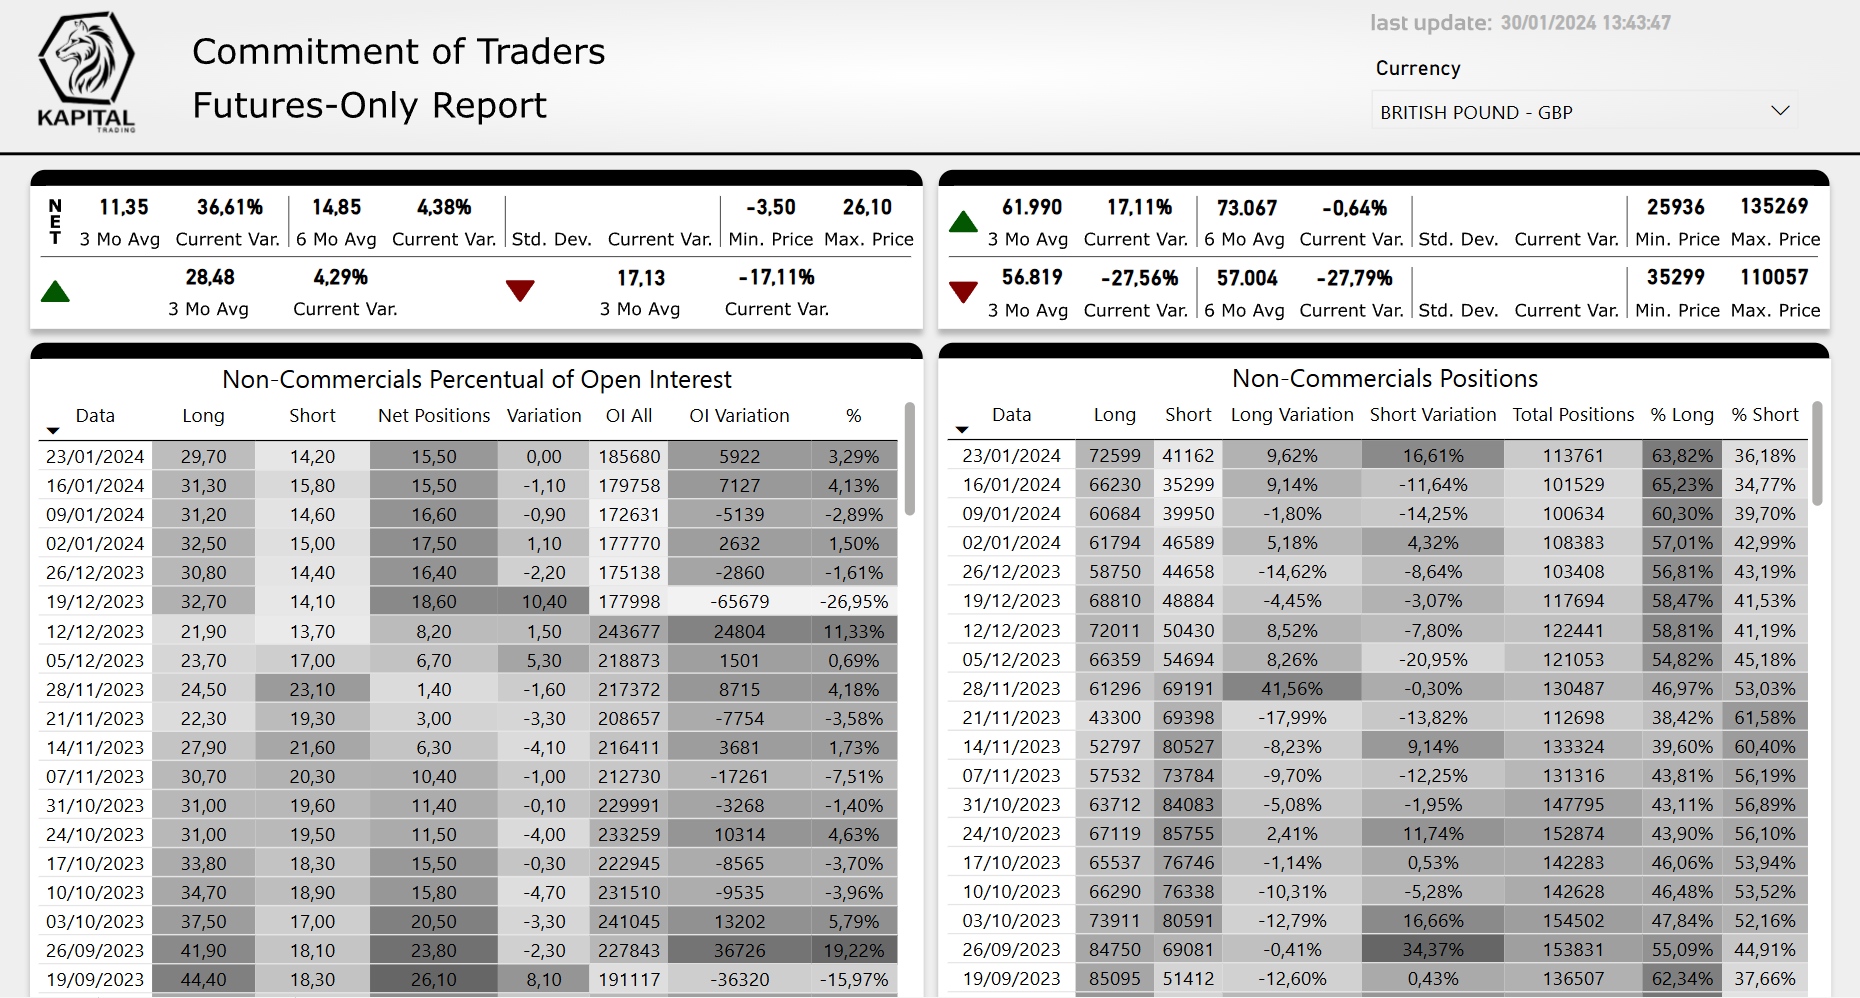 KAPITAL
TRADING
Commitment of Traders
Futures-Only Report
last update: 30/01/2024 13:43:47
Currency
BRITISH POUND - GBP
NET
11,35 36,61% 14,85 4,38% -3,50 26,10
3 Mo Avg Current Var. 6 Mo Avg Current Var. Std. Dev. Current Var. Min. Price Max. Price
28,48 4,29% 17,13 -17,11%
3 Mo Avg Current Var. 3 Mo Avg Current Var.
61.990 17,11% 73.067 -0,64% 25936 135269
3 Mo Avg Current Var. 6 Mo Avg Current Var. Std. Dev. Current Var. Min. Price Max. Price
56.819 -27,56% 57.004 -27,79% 35299 110057
3 Mo Avg Current Var. 6 Mo Avg Current Var. Std. Dev. Current Var. Min. Price Max. Price
Non-Commercials Percentual of Open Interest
Data Long Short Net Positions Variation OI All OI Variation %
23/01/2024 29,70 14,20 15,50 0,00 185680 5922 3,29%
16/01/2024 31,30 15,80 15,50 -1,10 179758 7127 4,13%
09/01/2024 31,20 14,60 16,60 -0,90 172631 -5139 -2,89%
02/01/2024 32,50 15,00 17,50 1,10 177770 2632 1,50%
26/12/2023 30,80 14,40 16,40 -2,20 175138 -2860 -1,61%
19/12/2023 32,70 14,10 18,60 10,40 177998 -65679 -26,95%
12/12/2023 21,90 13,70 8,20 1,50 243677 24804 11,33%
05/12/2023 23,70 17,00 6,70 5,30 218873 1501 0,69%
28/11/2023 24,50 23,10 1,40 -1,60 217372 8715 4,18%
21/11/2023 22,30 19,30 3,00 -3,30 208657 -7754 -3,58%
14/11/2023 27,90 21,60 6,30 -4,10 216411 3681 1,73%
07/11/2023 30,70 20,30 10,40 -1,00 212730 -17261 -7,51%
31/10/2023 31,00 19,60 11,40 -0,10 229991 -3268 -1,40%
24/10/2023 31,00 19,50 11,50 -4,00 233259 10314 4,63%
17/10/2023 33,80 18,30 15,50 -0,30 222945 -8565 -3,70%
10/10/2023 34,70 18,90 15,80 -4,70 231510 -9535 -3,96%
03/10/2023 37,50 17,00 20,50 -3,30 241045 13202 5,79%
26/09/2023 41,90 18,10 23,80 -2,30 227843 36726 19,22%
19/09/2023 44,40 18,30 26,10 8,10 191117 -36320 -15,97%
Non-Commercials Positions
Data Long Short Long Variation Short Variation Total Positions % Long % Short
23/01/2024 72599 41162 9,62% 16,61% 113761 63,82% 36,18%
16/01/2024 66230 35299 9,14% -11,64% 101529 65,23% 34,77%
09/01/2024 60684 39950 -1,80% -14,25% 100634 60,30% 39,70%
02/01/2024 61794 46589 5,18% 4,32% 108383 57,01% 42,99%
26/12/2023 58750 44658 -14,62% -8,64% 103408 56,81% 43,19%
19/12/2023 68810 48884 -4,45% -3,07% 117694 58,47% 41,53%
12/12/2023 72011 50430 8,52% -7,80% 122441 58,81% 41,19%
05/12/2023 66359 54694 8,26% -20,95% 121053 54,82% 45,18%
28/11/2023 61296 69191 41,56% -0,30% 130487 46,97% 53,03%
21/11/2023 43300 69398 -17,99% -13,82% 112698 38,42% 61,58%
14/11/2023 52797 80527 -8,23% 9,14% 133324 39,60% 60,40%
07/11/2023 57532 73784 -9,70% -12,25% 131316 43,81% 56,19%
31/10/2023 63712 84083 -5,08% -1,95% 147795 43,11% 56,89%
24/10/2023 67119 85755 2,41% 11,74% 152874 43,90% 56,10%
17/10/2023 65537 76746 -1,14% 0,53% 142283 46,06% 53,94%
10/10/2023 66290 76338 -10,31% -5,28% 142628 46,48% 53,52%
03/10/2023 73911 80591 -12,79% 16,66% 154502 47,84% 52,16%
26/09/2023 84750 69081 -0,41% 34,37% 153831 55,09% 44,91%
19/09/2023 85095 51412 -12,60% 0,43% 136507 62,34% 37,66%